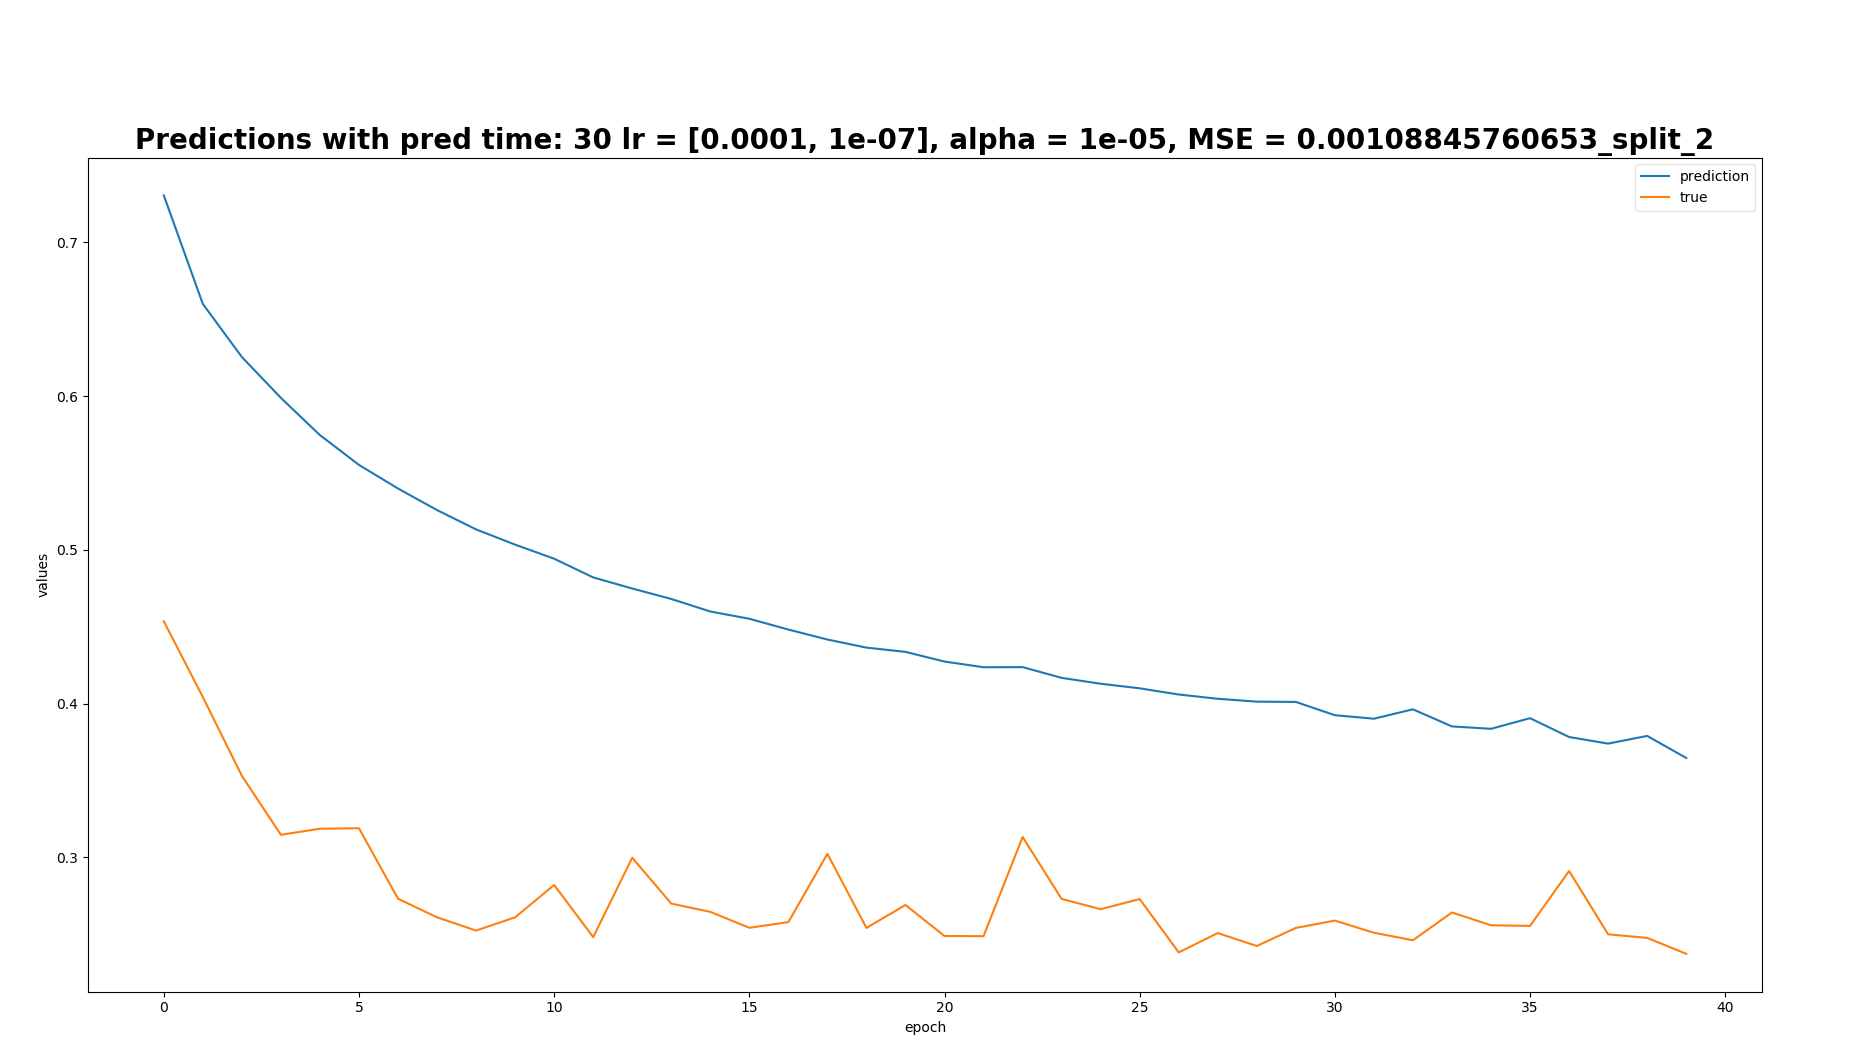 Predictions with pred time: 30 lr = [0.0001, 1e-07], alpha = 1e-05, MSE = 0.00108845760653_split_2
prediction
true
values
0.7
0.6
0.5
0.4
0.3
0 5 10 15 20 25 30 35 40
epoch